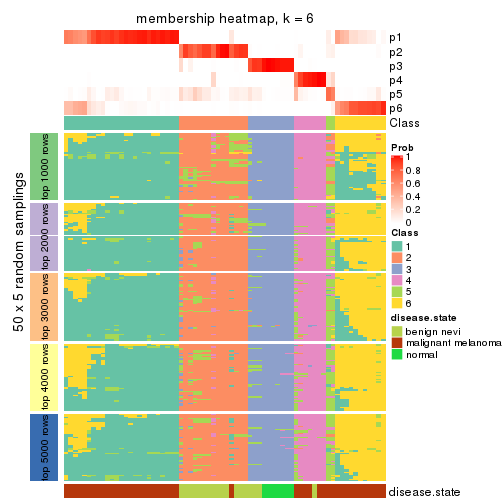 membership heatmap, k = 6
p1
p2
p3
p4
p5
p6
Class
50 x 5 random samplings
top 1000 rows
top 2000 rows
top 3000 rows
top 4000 rows
top 5000 rows
Prob
1
0.8
0.6
0.4
0.2
0
Class
1
2
3
4
5
6
disease.state
benign nevi
malignant melanoma
normal
disease.state